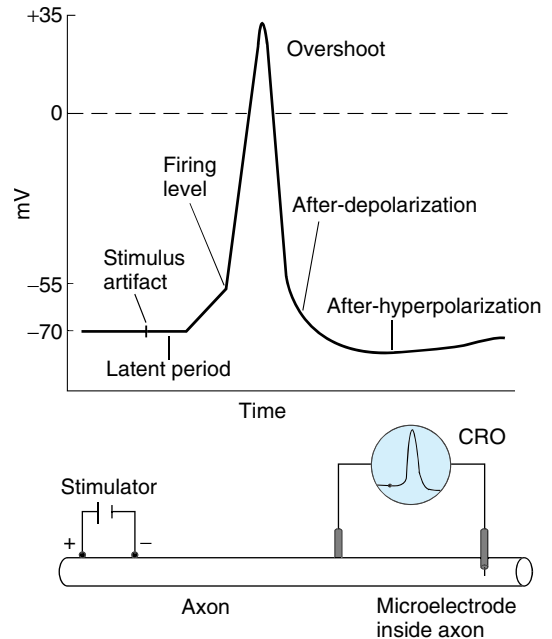 +35
Overshoot
0
Firing
level
mV
After-depolarization
Stimulus
artifact
–55
After-hyperpolarization
–70
Latent period
Time
CRO
Stimulator
+
–
Axon
Microelectrode
inside axon